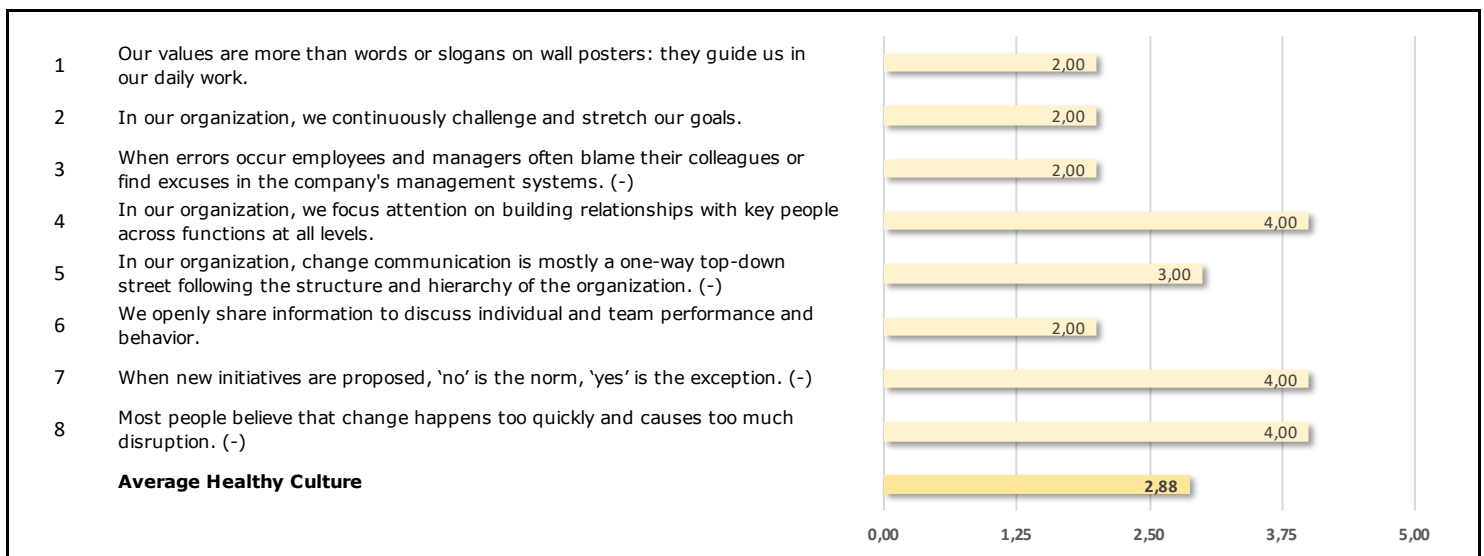 1 Our values are more than words or slogans on wall posters: they guide us in
our daily work.
2,00
2 In our organization, we continuously challenge and stretch our goals.
2,00
3 When errors occur employees and managers often blame their colleagues or
find excuses in the company's management systems. (-)
2,00
4 In our organization, we focus attention on building relationships with key people
across functions at all levels.
4,00
5 In our organization, change communication is mostly a one-way top-down
street following the structure and hierarchy of the organization. (-)
3,00
6 We openly share information to discuss individual and team performance and
behavior.
2,00
7 When new initiatives are proposed, ‘no’ is the norm, ‘yes’ is the exception. (-)
4,00
8 Most people believe that change happens too quickly and causes too much
disruption. (-)
4,00
Average Healthy Culture
2,88
0,00 1,25 2,50 3,75 5,00